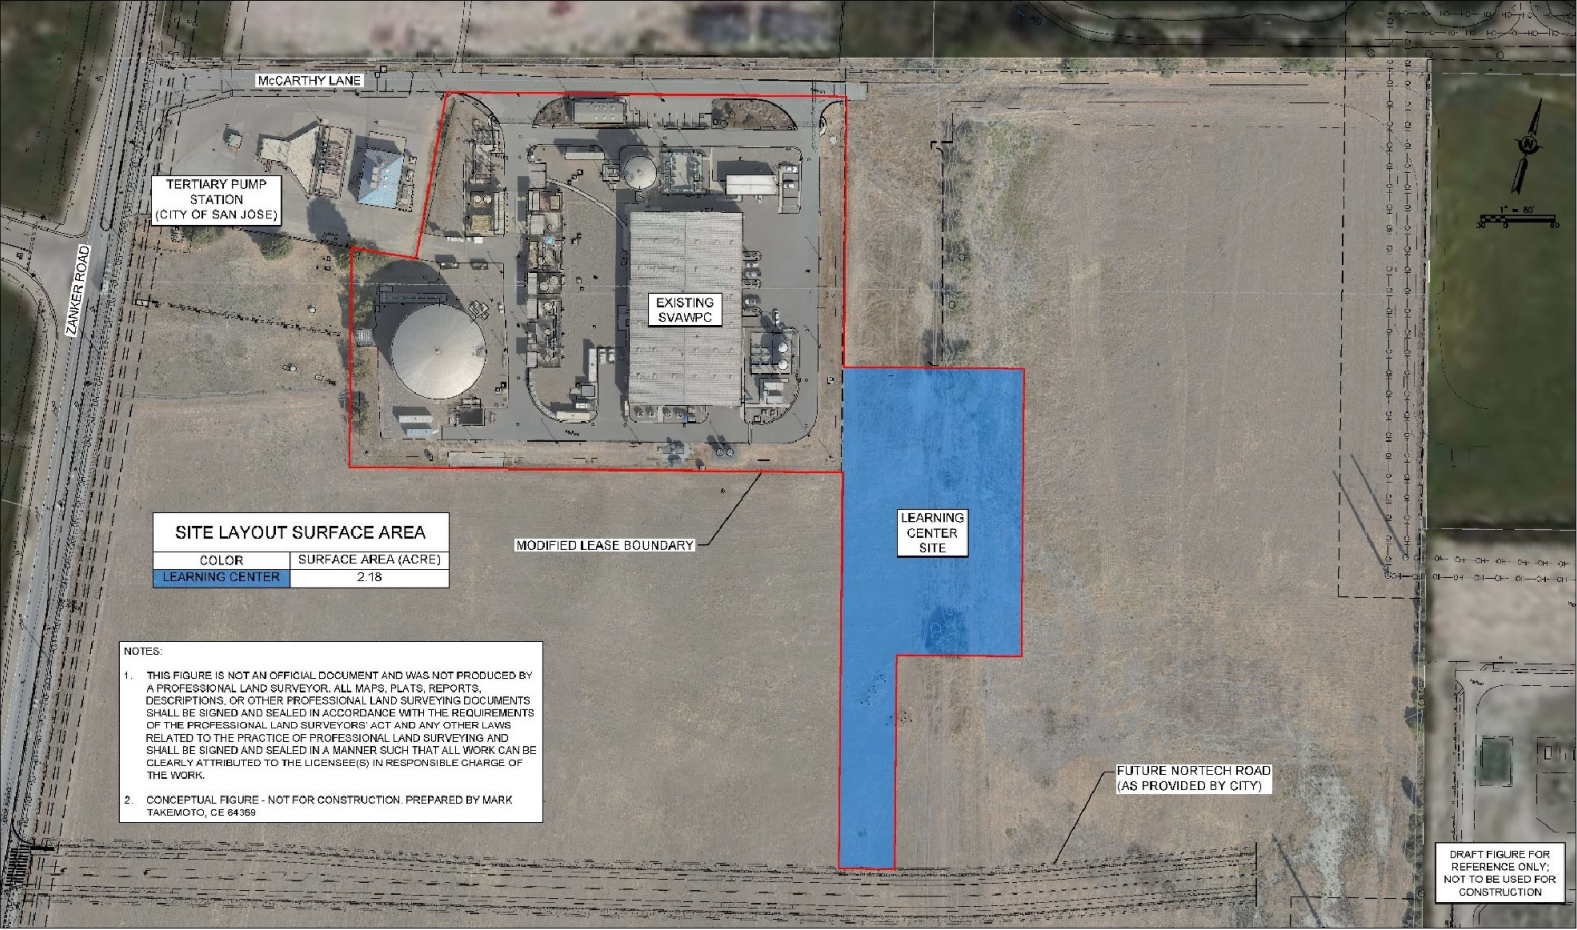 McCARTHY LANE
TERTIARY PUMP
STATION
(CITY OF SAN JOSE)
ZANKER ROAD
EXISTING
SVAWPC
N
1" = 60'
30 0 60
LEARNING
CENTER
SITE
MODIFIED LEASE BOUNDARY
SITE LAYOUT SURFACE AREA
COLOR SURFACE AREA (ACRE)
LEARNING CENTER 2.18
NOTES:
1. THIS FIGURE IS NOT AN OFFICIAL DOCUMENT AND WAS NOT PRODUCED BY
A PROFESSIONAL LAND SURVEYOR. ALL MAPS, PLATS, REPORTS,
DESCRIPTIONS, OR OTHER PROFESSIONAL LAND SURVEYING DOCUMENTS
SHALL BE SIGNED AND SEALED IN ACCORDANCE WITH THE REQUIREMENTS
OF THE PROFESSIONAL LAND SURVEYORS' ACT AND ANY OTHER LAWS
RELATED TO THE PRACTICE OF PROFESSIONAL LAND SURVEYING AND
SHALL BE SIGNED AND SEALED IN A MANNER SUCH THAT ALL WORK CAN BE
CLEARLY ATTRIBUTED TO THE LICENSEE(S) IN RESPONSIBLE CHARGE OF
THE WORK.
2. CONCEPTUAL FIGURE - NOT FOR CONSTRUCTION. PREPARED BY MARK
TAKEMOTO, CE 64359
FUTURE NORTECH ROAD
(AS PROVIDED BY CITY)
DRAFT FIGURE FOR
REFERENCE ONLY;
NOT TO BE USED FOR
CONSTRUCTION